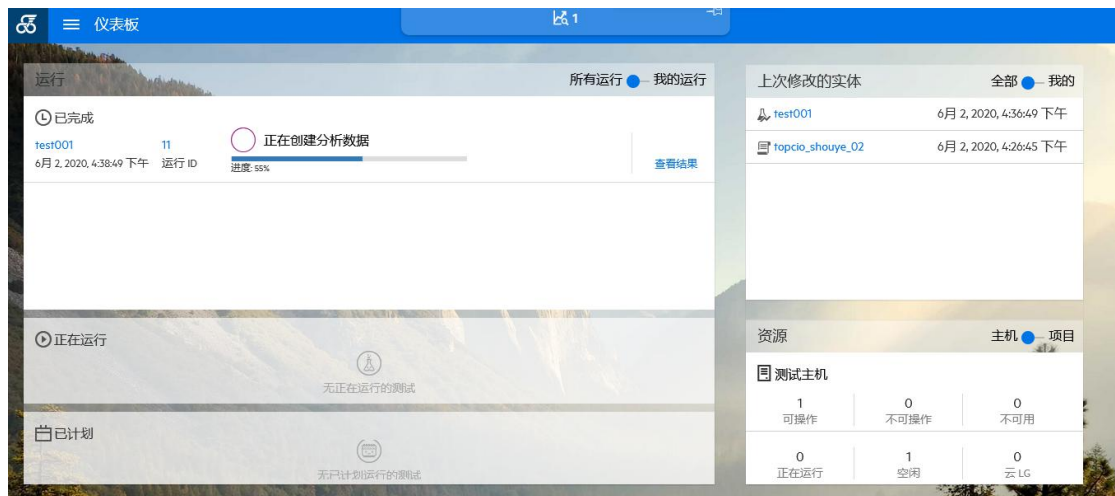 仪表板
1
运行 所有运行 我的运行
已完成
test001 11 正在创建分析数据
6月 2, 2020, 4:38:49 下午 运行 ID 进度: 55% 查看结果
正在运行
无正在运行的测试
已计划
无已计划运行的测试
上次修改的实体 全部 我的
test001 6月 2, 2020, 4:36:49 下午
topcio_shouye_02 6月 2, 2020, 4:26:45 下午
资源 主机 项目
测试主机
1 0 0
可操作 不可操作 不可用
0 1 0
正在运行 空闲 云 LG